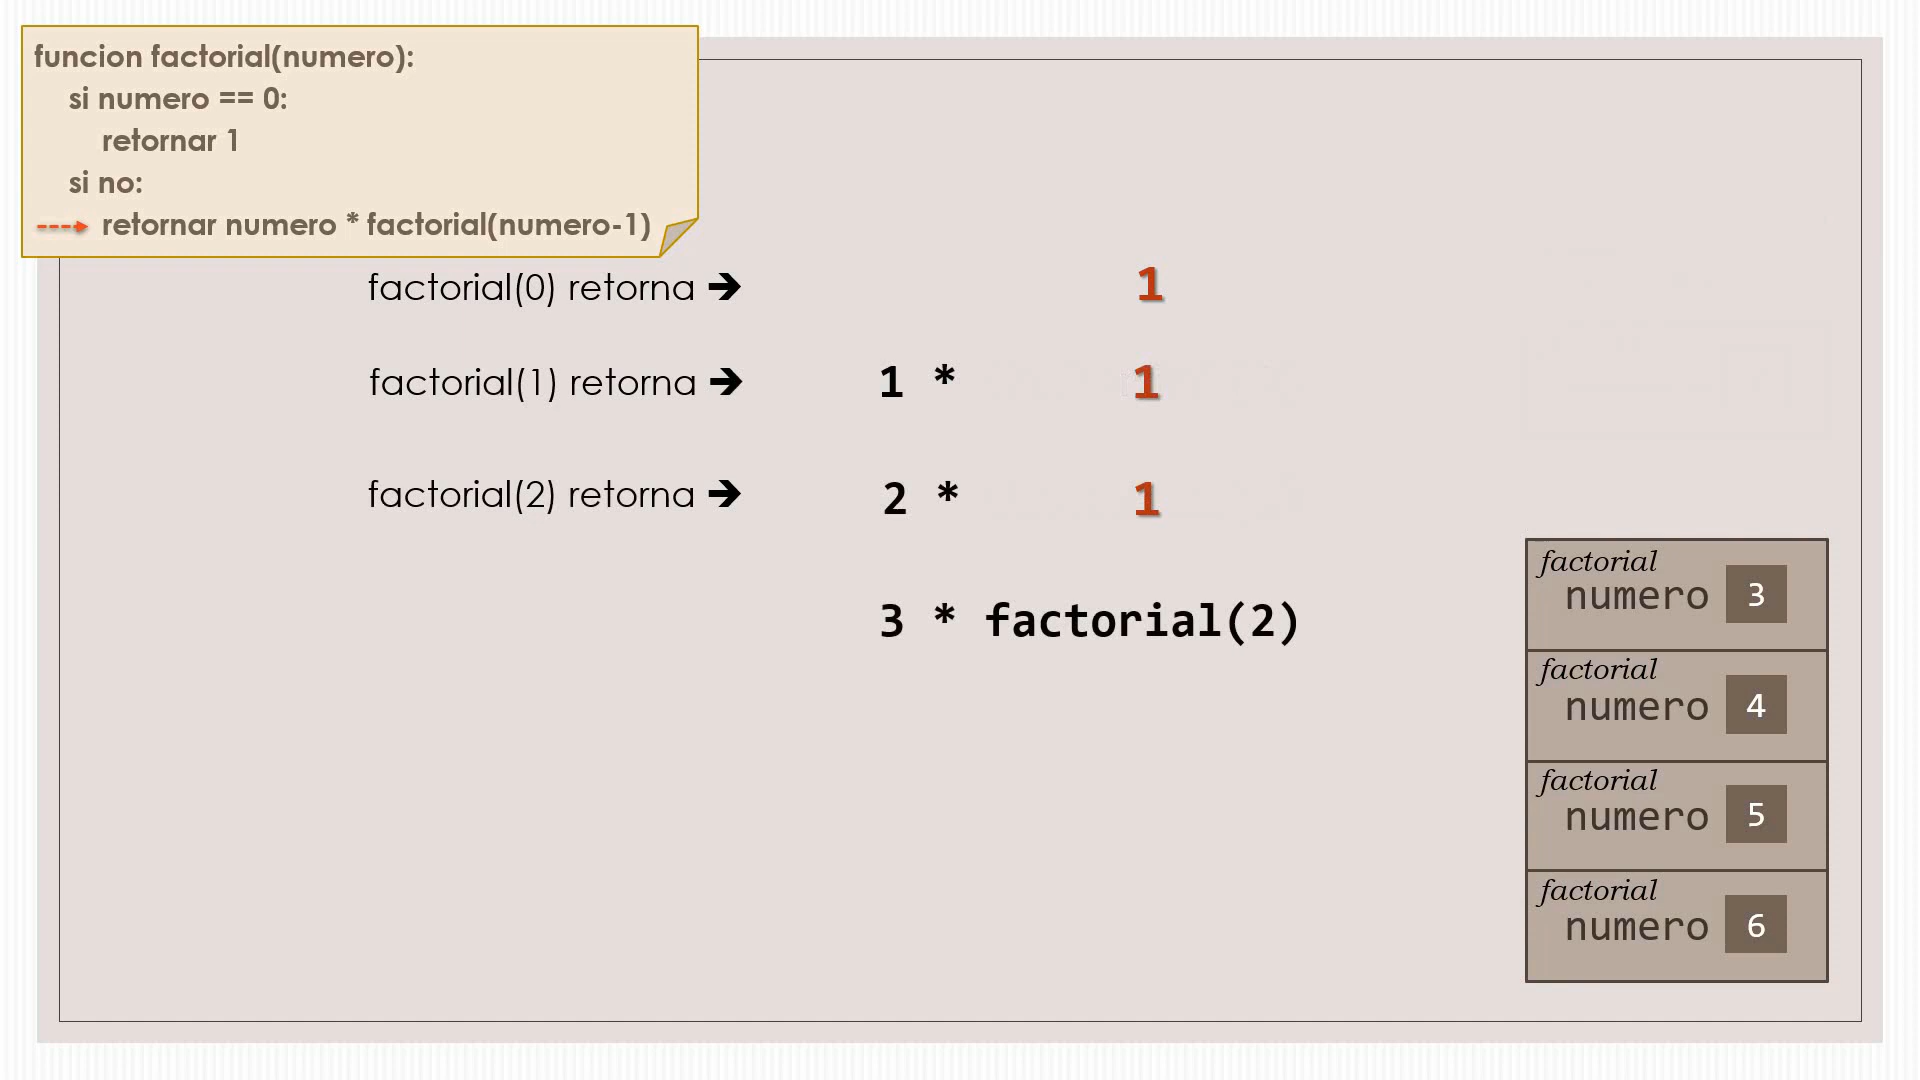 funcion factorial(numero):
si numero == 0:
retornar 1
si no:
retornar numero * factorial(numero-1)
factorial(0) retorna ➔ 1
factorial(1) retorna ➔ 1 * 1
factorial(2) retorna ➔ 2 * 1
3 * factorial(2)
factorial
numero 3
factorial
numero 4
factorial
numero 5
factorial
numero 6